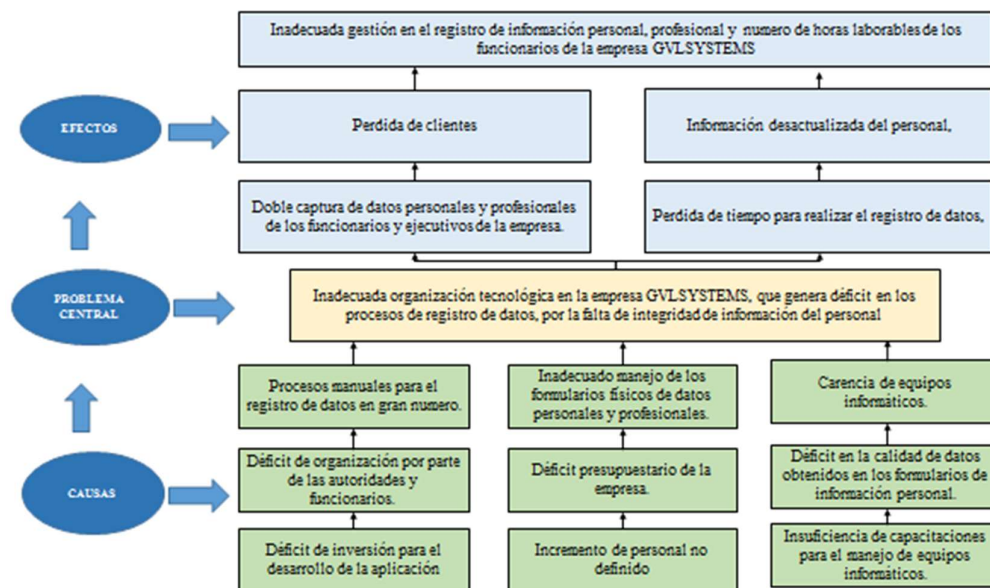 Inadecuada gestión en el registro de información personal, profesional y numero de horas laborables de los
funcionarios de la empresa GVLSYSTEMS
EFECTOS
Perdida de clientes
Información desactualizada del personal,
Doble captura de datos personales y profesionales
de los funcionarios y ejecutivos de la empresa.
Perdida de tiempo para realizar el registro de datos,
PROBLEMA
CENTRAL
Inadecuada organización tecnológica en la empresa GVLSYSTEMS, que genera déficit en los
procesos de registro de datos, por la falta de integridad de información del personal
Procesos manuales para el
registro de datos en gran numero.
Inadecuado manejo de los
formularios físicos de datos
personales y profesionales.
Carencia de equipos
informáticos.
CAUSAS
Déficit de organización por parte
de las autoridades y
funcionarios.
Déficit presupuestario de la
empresa.
Déficit en la calidad de datos
obtenidos en los formularios de
información personal.
Déficit de inversión para el
desarrollo de la aplicación
Incremento de personal no
definido
Insuficiencia de capacitaciones
para el manejo de equipos
informáticos.